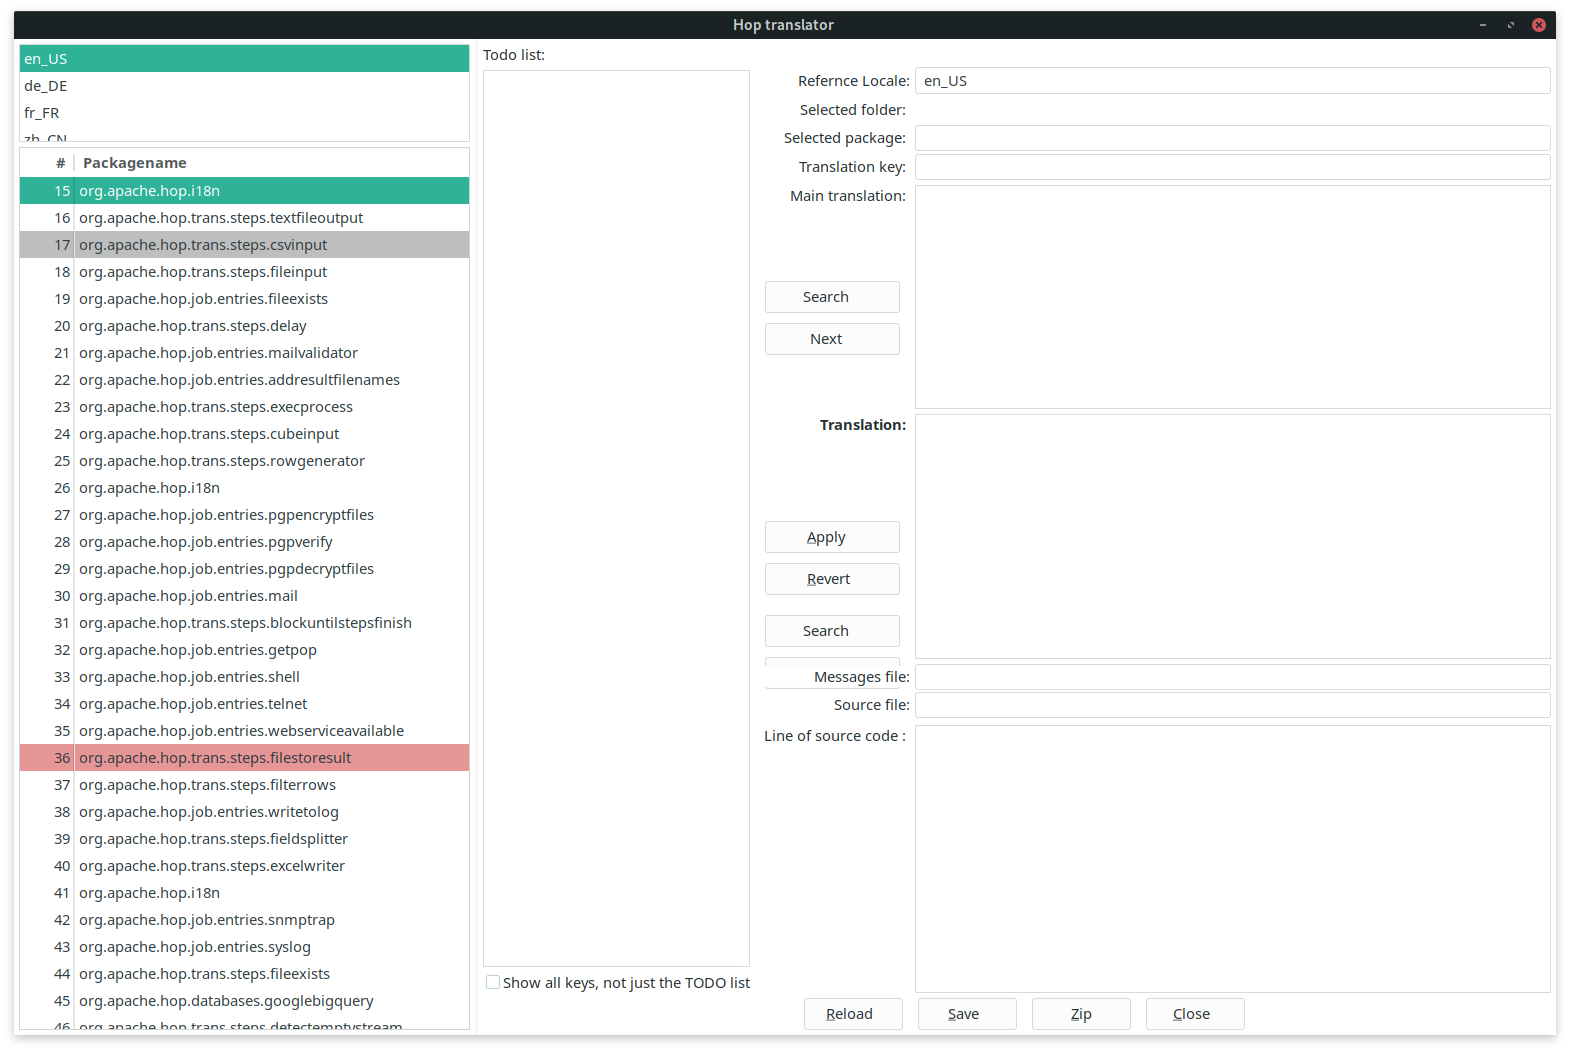 Hop translator
en_US
de_DE
fr_FR
zh_CN
# Packagename
15 org.apache.hop.i18n
16 org.apache.hop.trans.steps.textfileoutput
17 org.apache.hop.trans.steps.csvinput
18 org.apache.hop.trans.steps.fileinput
19 org.apache.hop.job.entries.fileexists
20 org.apache.hop.trans.steps.delay
21 org.apache.hop.job.entries.mailvalidator
22 org.apache.hop.job.entries.addresultfilenames
23 org.apache.hop.trans.steps.execprocess
24 org.apache.hop.trans.steps.cubeinput
25 org.apache.hop.trans.steps.rowgenerator
26 org.apache.hop.i18n
27 org.apache.hop.job.entries.pgpencryptfiles
28 org.apache.hop.job.entries.pgpverify
29 org.apache.hop.job.entries.pgpdecryptfiles
30 org.apache.hop.job.entries.mail
31 org.apache.hop.trans.steps.blockuntilstepsfinish
32 org.apache.hop.job.entries.getpop
33 org.apache.hop.job.entries.shell
34 org.apache.hop.job.entries.telnet
35 org.apache.hop.job.entries.webserviceavailable
36 org.apache.hop.trans.steps.filestoresult
37 org.apache.hop.trans.steps.filterrows
38 org.apache.hop.job.entries.writetolog
39 org.apache.hop.trans.steps.fieldsplitter
40 org.apache.hop.trans.steps.excelwriter
41 org.apache.hop.i18n
42 org.apache.hop.job.entries.snmptrap
43 org.apache.hop.job.entries.syslog
44 org.apache.hop.trans.steps.fileexists
45 org.apache.hop.databases.googlebigquery
46 org.apache.hop.trans.steps.detectemptystream
Todo list:
Show all keys, not just the TODO list
Refernce Locale: en_US
Selected folder:
Selected package:
Translation key:
Main translation:
Search
Next
Translation:
Apply
Revert
Search
Messages file:
Source file:
Line of source code :
Reload Save Zip Close